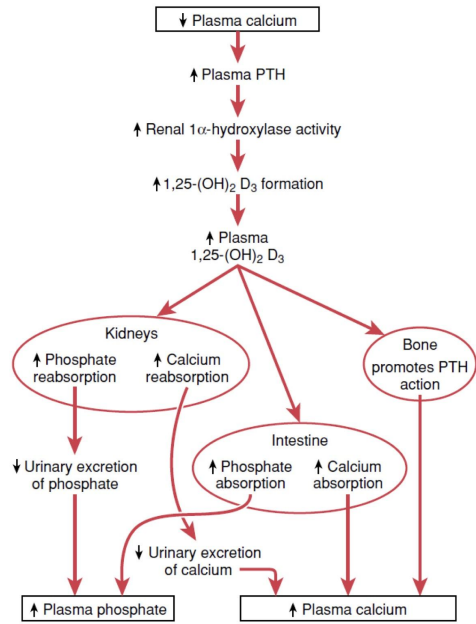 ↓ Plasma calcium
↑ Plasma PTH
↑ Renal 1α-hydroxylase activity
↑ 1,25-(OH)₂ D₃ formation
↑ Plasma
1,25-(OH)₂ D₃
Kidneys
↑ Phosphate
reabsorption
↑ Calcium
reabsorption
Bone
promotes PTH
action
Intestine
↑ Phosphate
absorption
↑ Calcium
absorption
↓ Urinary excretion
of phosphate
↓ Urinary excretion
of calcium
↑ Plasma phosphate
↑ Plasma calcium